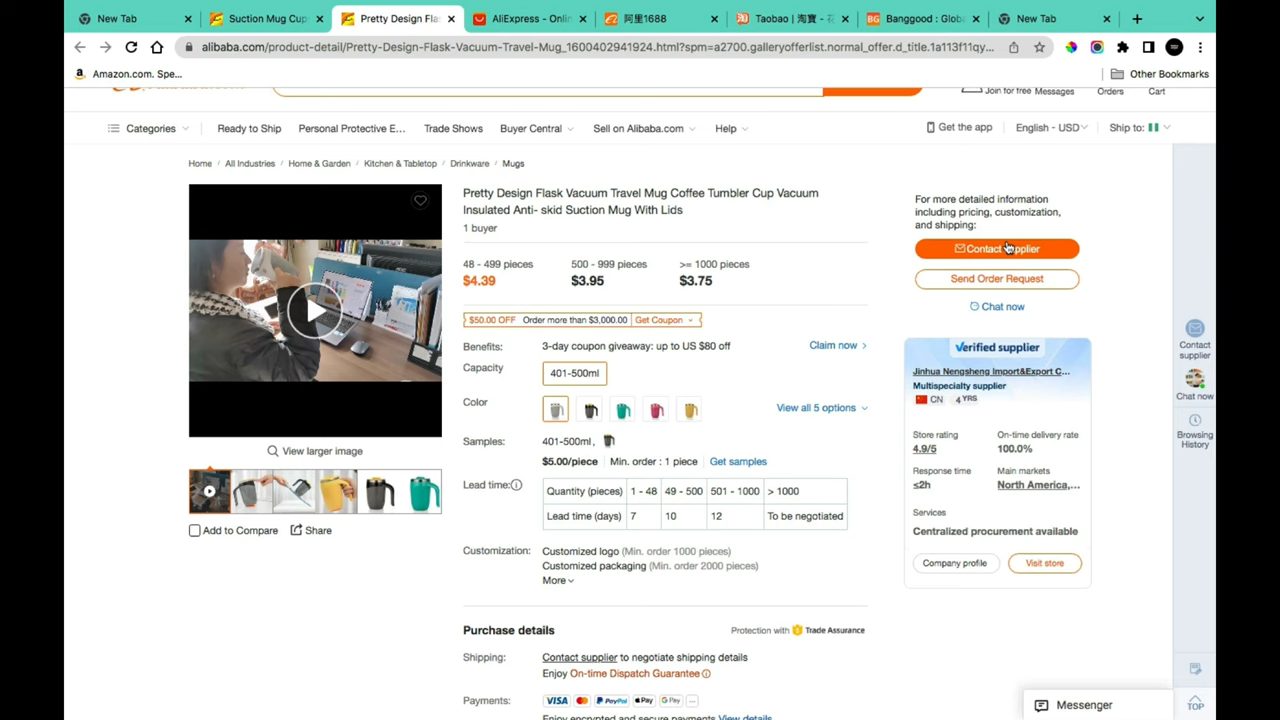 New Tab
Suction Mug Cup
Pretty Design Fla
AliExpress - Onli
阿里1688
Taobao | 淘寶 - 花
Banggood : Globa
New Tab
alibaba.com/product-detail/Pretty-Design-Flask-Vacuum-Travel-Mug_1600402941924.html?spm=a2700.galleryofferlist.normal_offer.d_title.1a113f11qy...
Amazon.com. Spe...
Other Bookmarks
Join for free
Messages
Orders
Cart
Categories
Ready to Ship
Personal Protective E...
Trade Shows
Buyer Central
Sell on Alibaba.com
Help
Get the app
English - USD
Ship to:
Home / All Industries / Home & Garden / Kitchen & Tabletop / Drinkware / Mugs
Pretty Design Flask Vacuum Travel Mug Coffee Tumbler Cup Vacuum
Insulated Anti- skid Suction Mug With Lids
1 buyer
48 - 499 pieces
500 - 999 pieces
>= 1000 pieces
$4.39
$3.95
$3.75
$50.00 OFF Order more than $3,000.00 Get Coupon
Benefits: 3-day coupon giveaway: up to US $80 off Claim now >
Capacity 401-500ml
Color View all 5 options
Samples: 401-500ml ,
$5.00/piece Min. order : 1 piece Get samples
Lead time: Quantity (pieces) 1 - 48 49 - 500 501 - 1000 > 1000
Lead time (days) 7 10 12 To be negotiated
Customization: Customized logo (Min. order 1000 pieces)
Customized packaging (Min. order 2000 pieces)
More
View larger image
Add to Compare Share
Purchase details
Protection with Trade Assurance
Shipping: Contact supplier to negotiate shipping details
Enjoy On-time Dispatch Guarantee
Payments: VISA PayPal Pay G Pay ...
Enjoy encrypted and secure payments View details
For more detailed information
including pricing, customization,
and shipping:
Contact Supplier
Send Order Request
Chat now
Verified supplier
Jinhua Nengsheng Import&Export C...
Multispecialty supplier
CN 4 YRS
Store rating
4.9/5
On-time delivery rate
100.0%
Response time
≤2h
Main markets
North America,...
Services
Centralized procurement available
Company profile
Visit store
Contact
supplier
Chat now
Browsing
History
Messenger
TOP